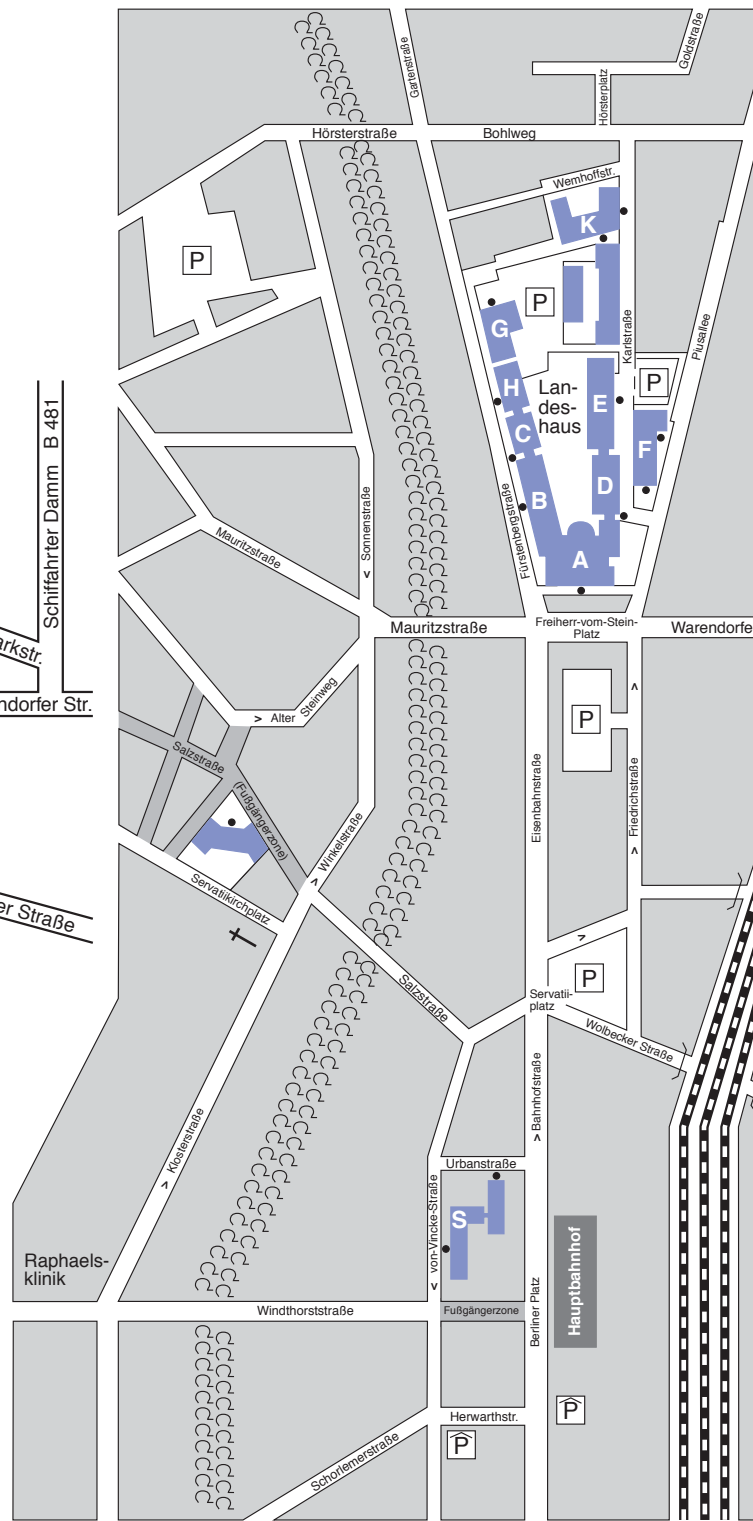 Goldstraße
Gartenstraße
Hörsterplatz
Hörsterstraße
Bohlweg
Wemhoffstr.
K
P
P
G
Karlstraße
Piusallee
H
Lan-
des-
haus
E
P
C
F
B
D
A
Fürstenbergstraße
Schiffahrter Damm B 481
Sonnenstraße
Mauritzstraße
arkstr.
ndorfer Str.
Mauritzstraße
Freiherr-vom-Stein-
Platz
Warendorfer
Alter
Steinweg
P
Salzstraße
(Fußgängerzone)
Eisenbahnstraße
Friedrichstraße
Winkelstraße
Servatiikirchplatz
er Straße
Salzstraße
P
Servatii-
platz
Wolbecker Straße
Bahnhofstraße
Klosterstraße
Urbanstraße
von-Vincke-Straße
S
Raphaels-
klinik
Hauptbahnhof
Windthorststraße
Fußgängerzone
Berliner Platz
P
Herwarthstr.
P
Schorlemerstraße